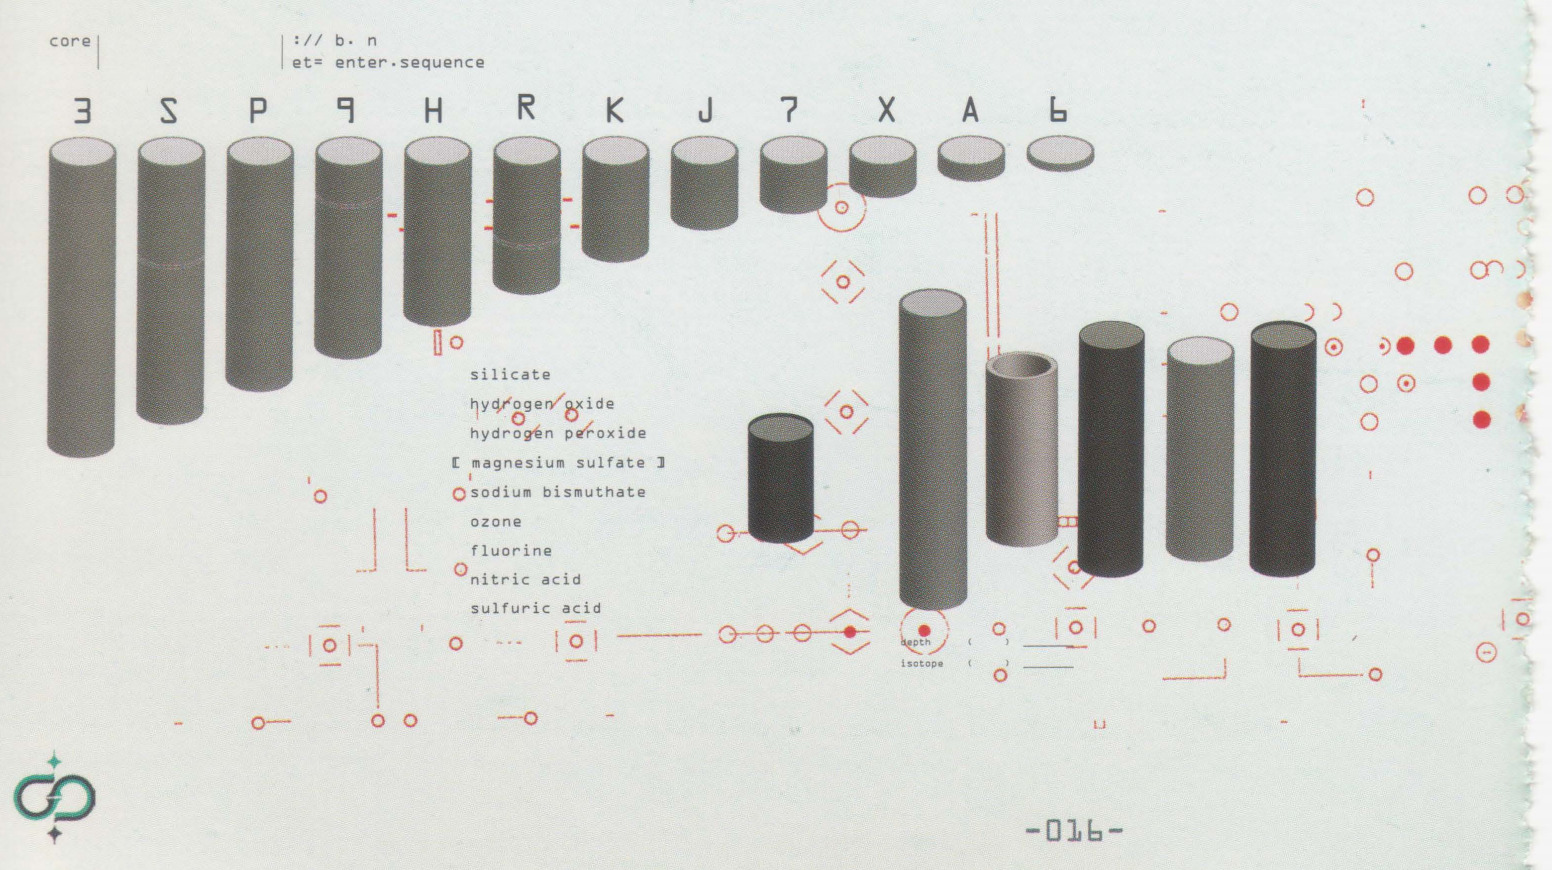 core
:// b. n
et= enter.sequence
3 S P 9 H R K J 7 X A 6
silicate
hydrogen oxide
hydrogen peroxide
[ magnesium sulfate ]
sodium bismuthate
ozone
fluorine
nitric acid
sulfuric acid
depth ( )
isotope ( )
-016-